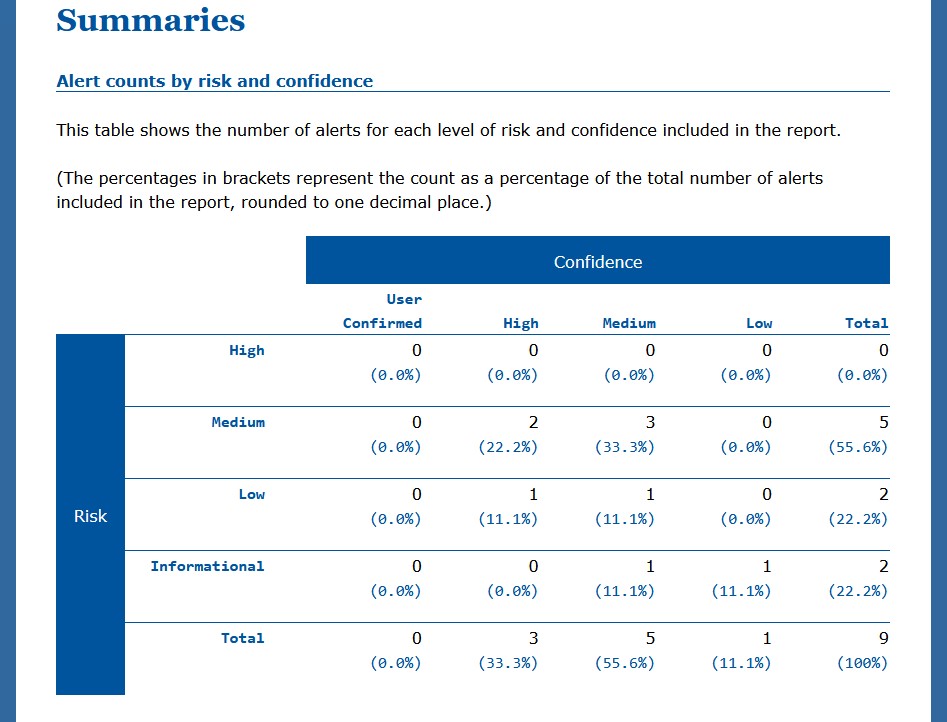 Summaries
Alert counts by risk and confidence
This table shows the number of alerts for each level of risk and confidence included in the report.
(The percentages in brackets represent the count as a percentage of the total number of alerts
included in the report, rounded to one decimal place.)
Confidence
User
Confirmed High Medium Low Total
High 0 0 0 0 0
(0.0%) (0.0%) (0.0%) (0.0%) (0.0%)
Medium 0 2 3 0 5
(0.0%) (22.2%) (33.3%) (0.0%) (55.6%)
Low 0 1 1 0 2
Risk (0.0%) (11.1%) (11.1%) (0.0%) (22.2%)
Informational 0 0 1 1 2
(0.0%) (0.0%) (11.1%) (11.1%) (22.2%)
Total 0 3 5 1 9
(0.0%) (33.3%) (55.6%) (11.1%) (100%)